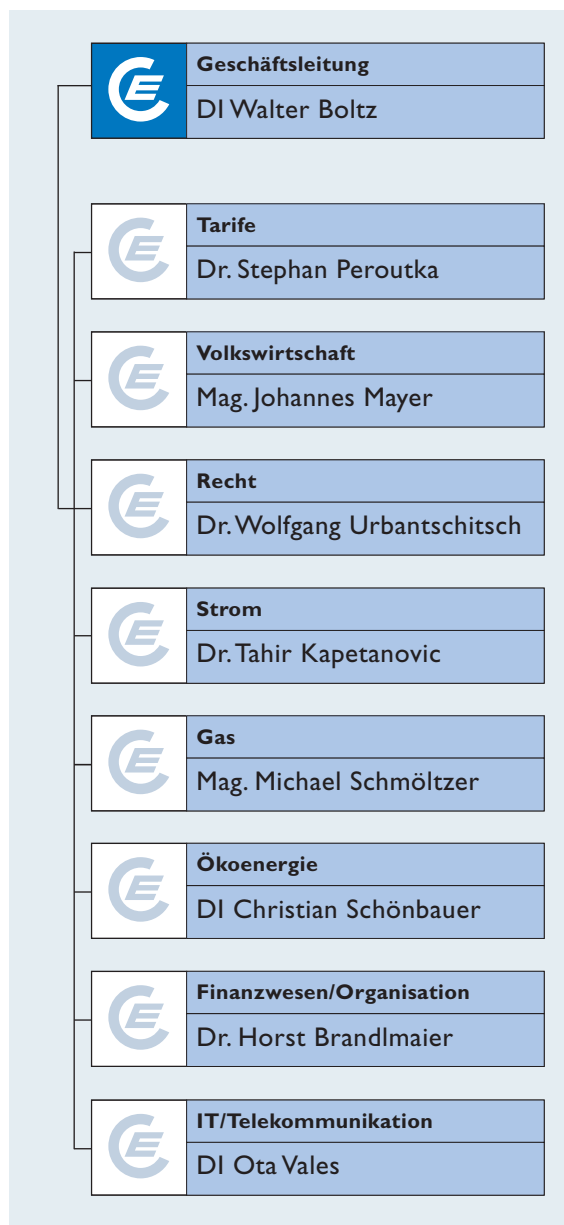 Geschäftsleitung
DI Walter Boltz
Tarife
Dr. Stephan Peroutka
Volkswirtschaft
Mag. Johannes Mayer
Recht
Dr. Wolfgang Urbantschitsch
Strom
Dr. Tahir Kapetanovic
Gas
Mag. Michael Schmöltzer
Ökoenergie
DI Christian Schönbauer
Finanzwesen/Organisation
Dr. Horst Brandlmaier
IT/Telekommunikation
DI Ota Vales